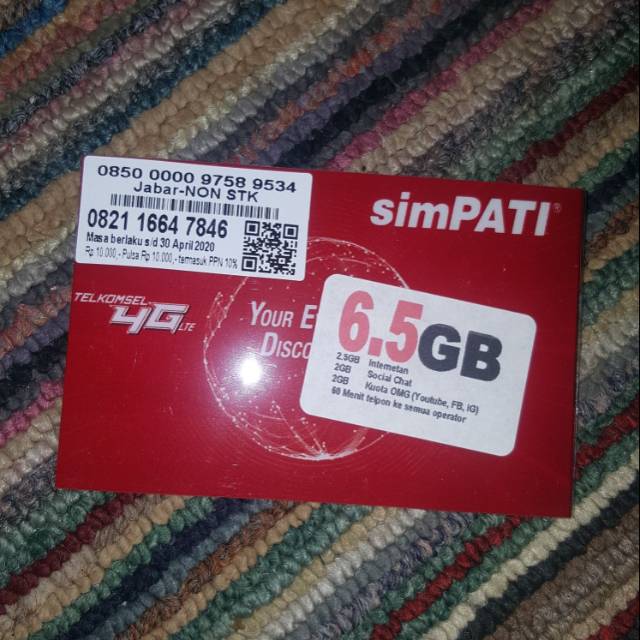 0850 0000 9758 9534
Jabar-NON STK
0821 1664 7846
Masa berlaku s/d 30 April 2020
Rp 10.000,- Pulsa Rp 10.000,- termasuk PPN 10%
simPATI®
TELKOMSEL
4G LTE
YOUR E
DISCO
6.5GB
2.5GB Internetan
2GB Social Chat
2GB Kuota OMG (Youtube, FB, IG)
60 Menit telpon ke semua operator